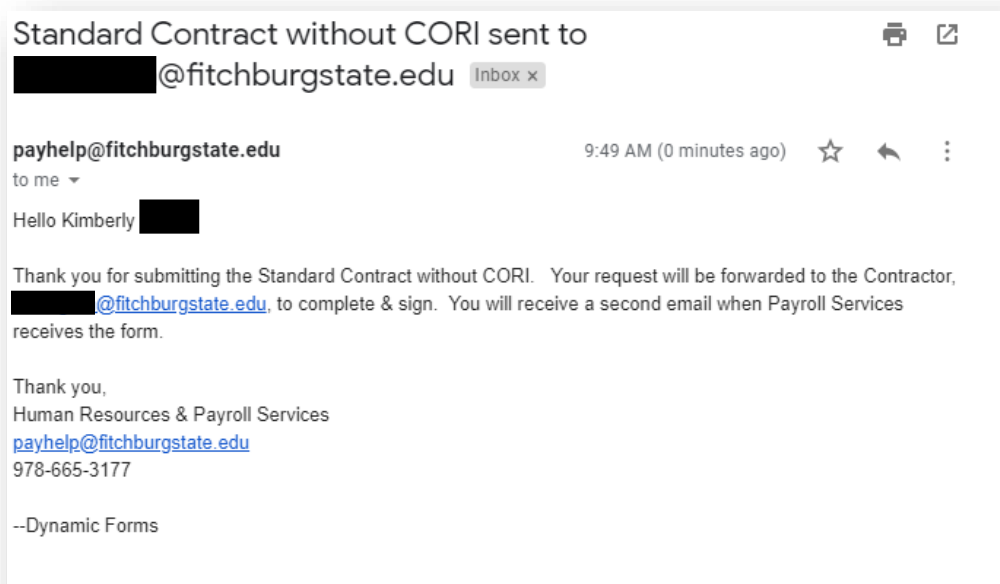 Standard Contract without CORI sent to
@fitchburgstate.edu Inbox ×
payhelp@fitchburgstate.edu 9:49 AM (0 minutes ago)
to me
Hello Kimberly
Thank you for submitting the Standard Contract without CORI. Your request will be forwarded to the Contractor,
@fitchburgstate.edu, to complete & sign. You will receive a second email when Payroll Services
receives the form.
Thank you,
Human Resources & Payroll Services
payhelp@fitchburgstate.edu
978-665-3177
--Dynamic Forms